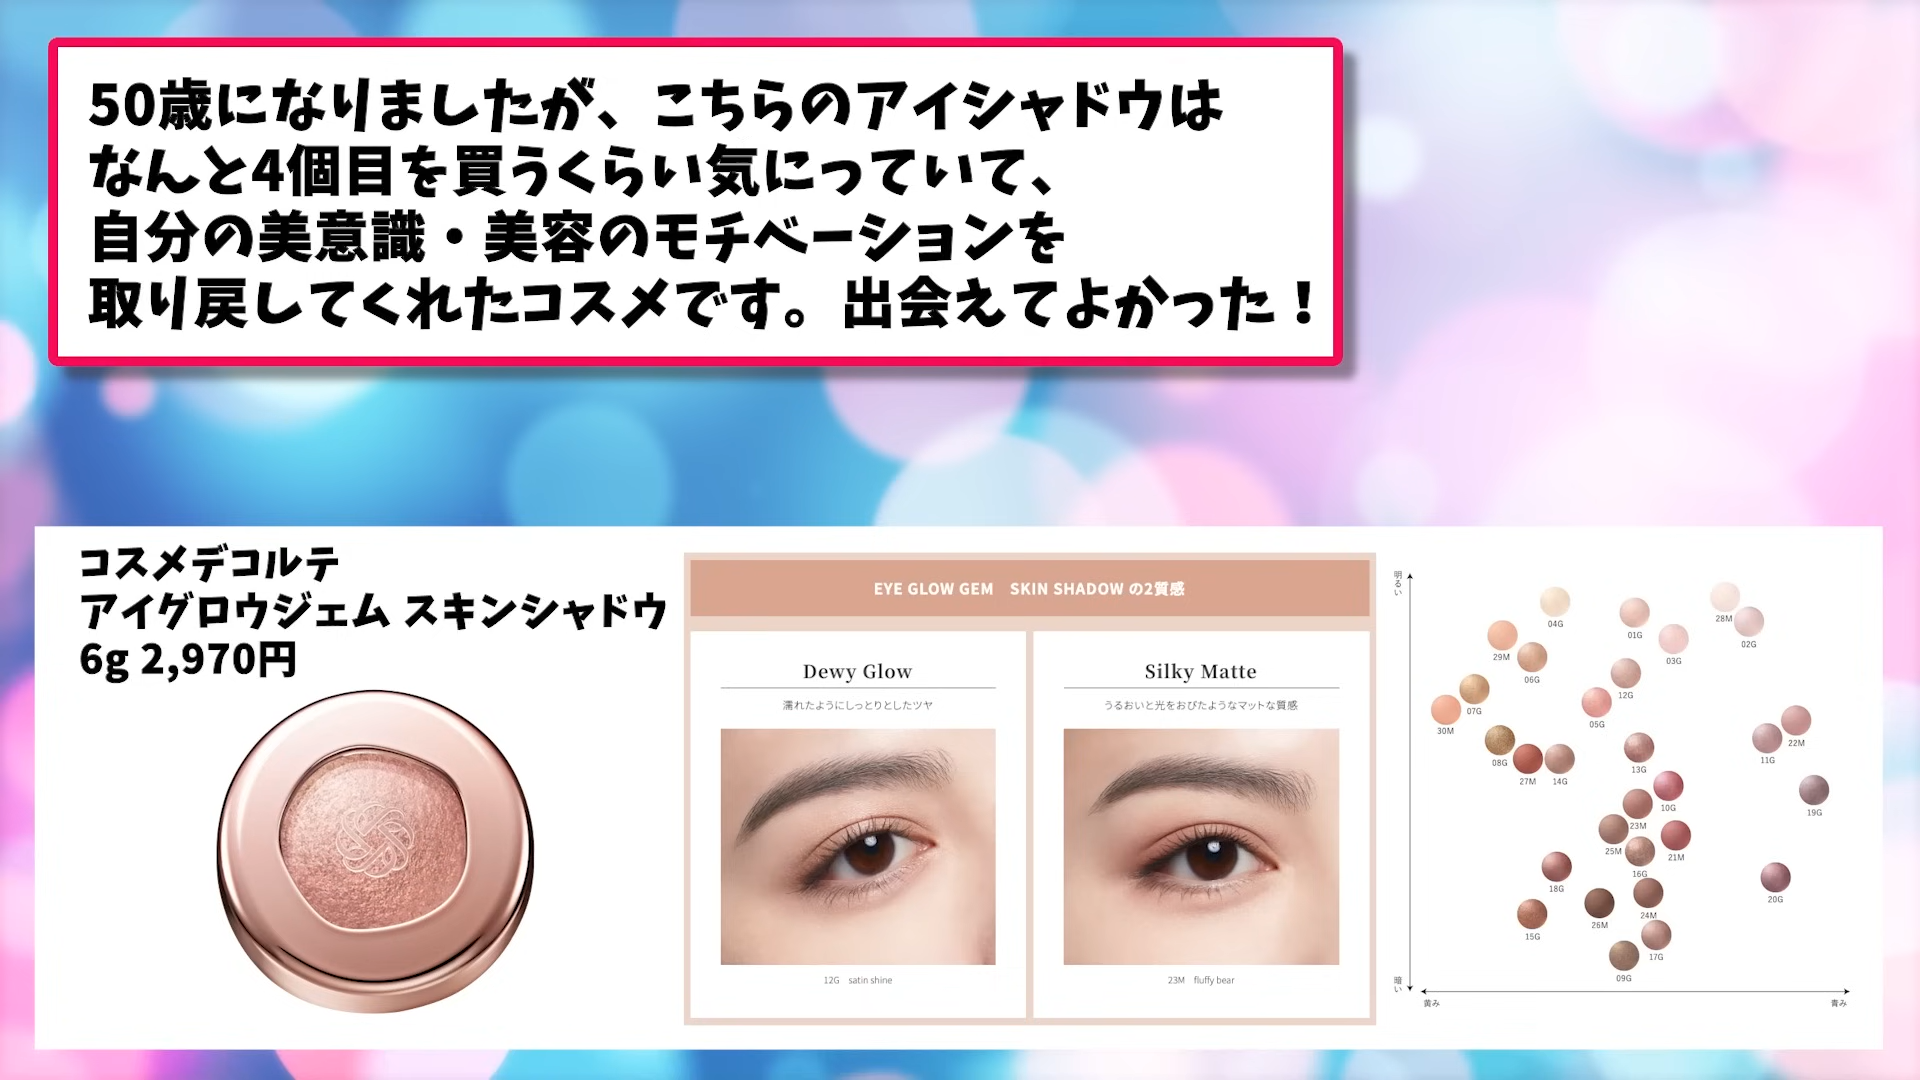 50歳になりましたが、こちらのアイシャドウは
なんと4個目を買うくらい気にっていて、
自分の美意識・美容のモチベーションを
取り戻してくれたコスメです。出会えてよかった！
コスメデコルテ
アイグロウジェム スキンシャドウ
6g 2,970円
EYE GLOW GEM SKIN SHADOW の2質感
Dewy Glow
濡れたようにしっとりとしたツヤ
12G satin shine
Silky Matte
うるおいと光をおびたようなマットな質感
23M fluffy bear
明るい
04G
01G
28M
02G
29M
03G
06G
12G
07G
05G
30M
22M
11G
08G
13G
27M
14G
10G
19G
23M
25M
21M
16G
18G
20G
24M
26M
15G
17G
09G
暗い
黄み
青み